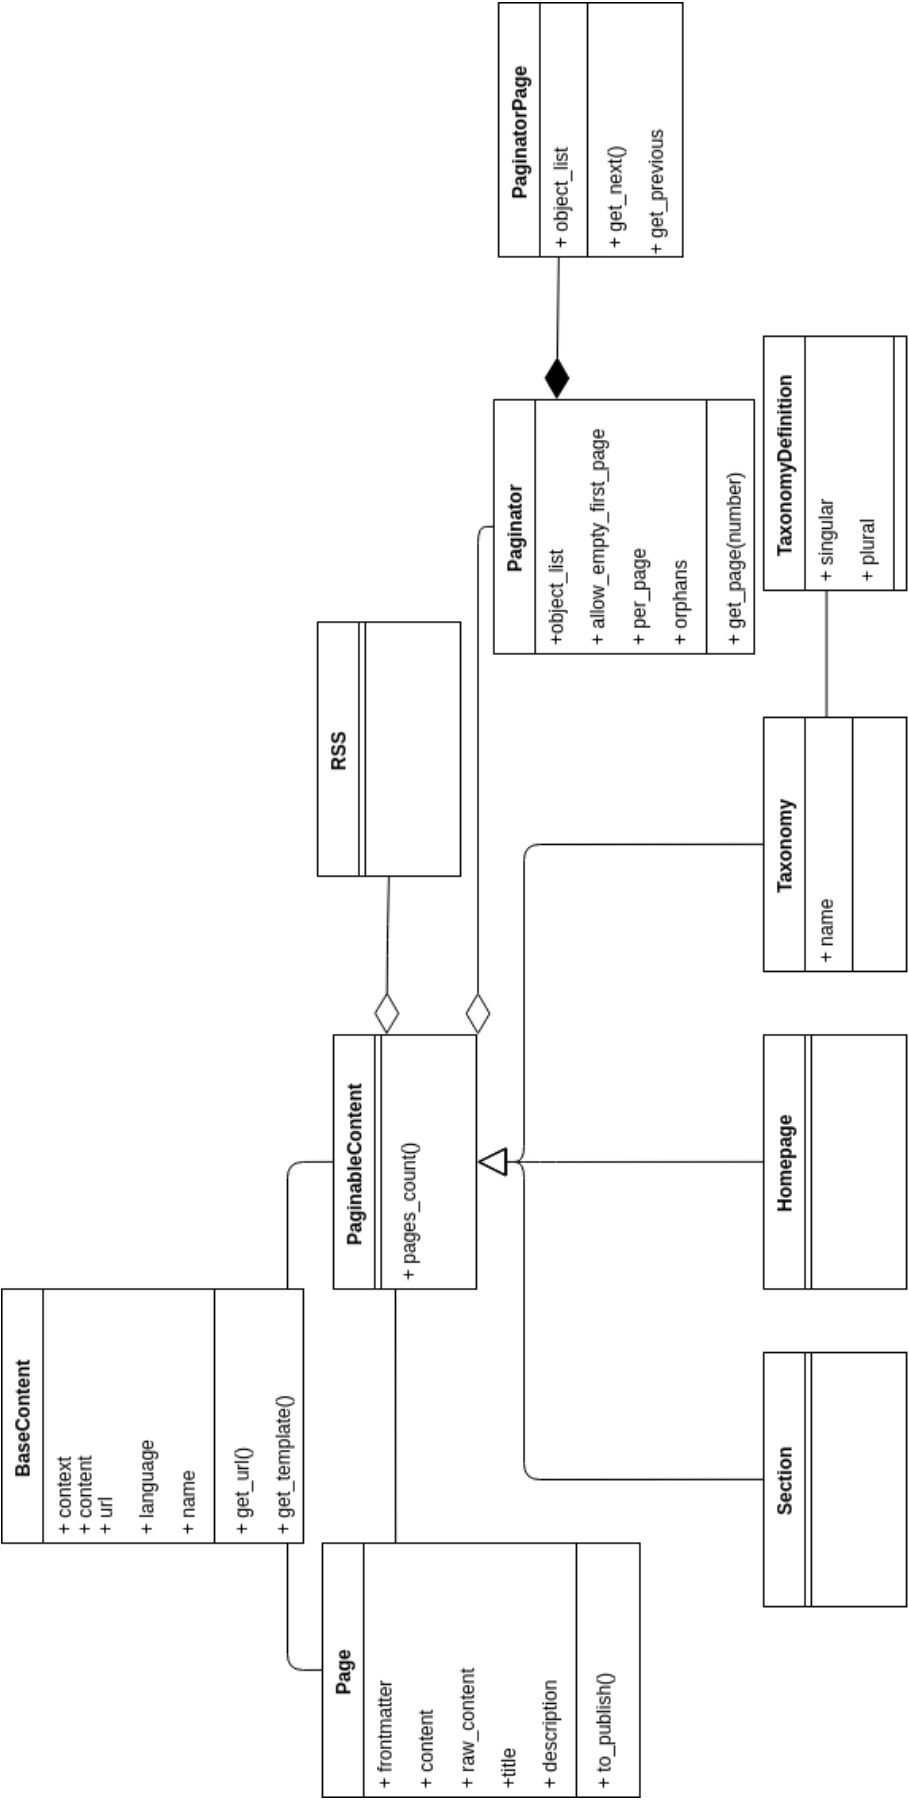 BaseContent
+ context
+ content
+ url
+ language
+ name
+ get_url()
+ get_template()
Page
+ frontmatter
+ content
+ raw_content
+title
+ description
+ to_publish()
PaginableContent
+ pages_count()
RSS
Paginator
+object_list
+ allow_empty_first_page
+ per_page
+ orphans
+ get_page(number)
PaginatorPage
+ object_list
+ get_next()
+ get_previous
Section
Homepage
Taxonomy
+ name
TaxonomyDefinition
+ singular
+ plural